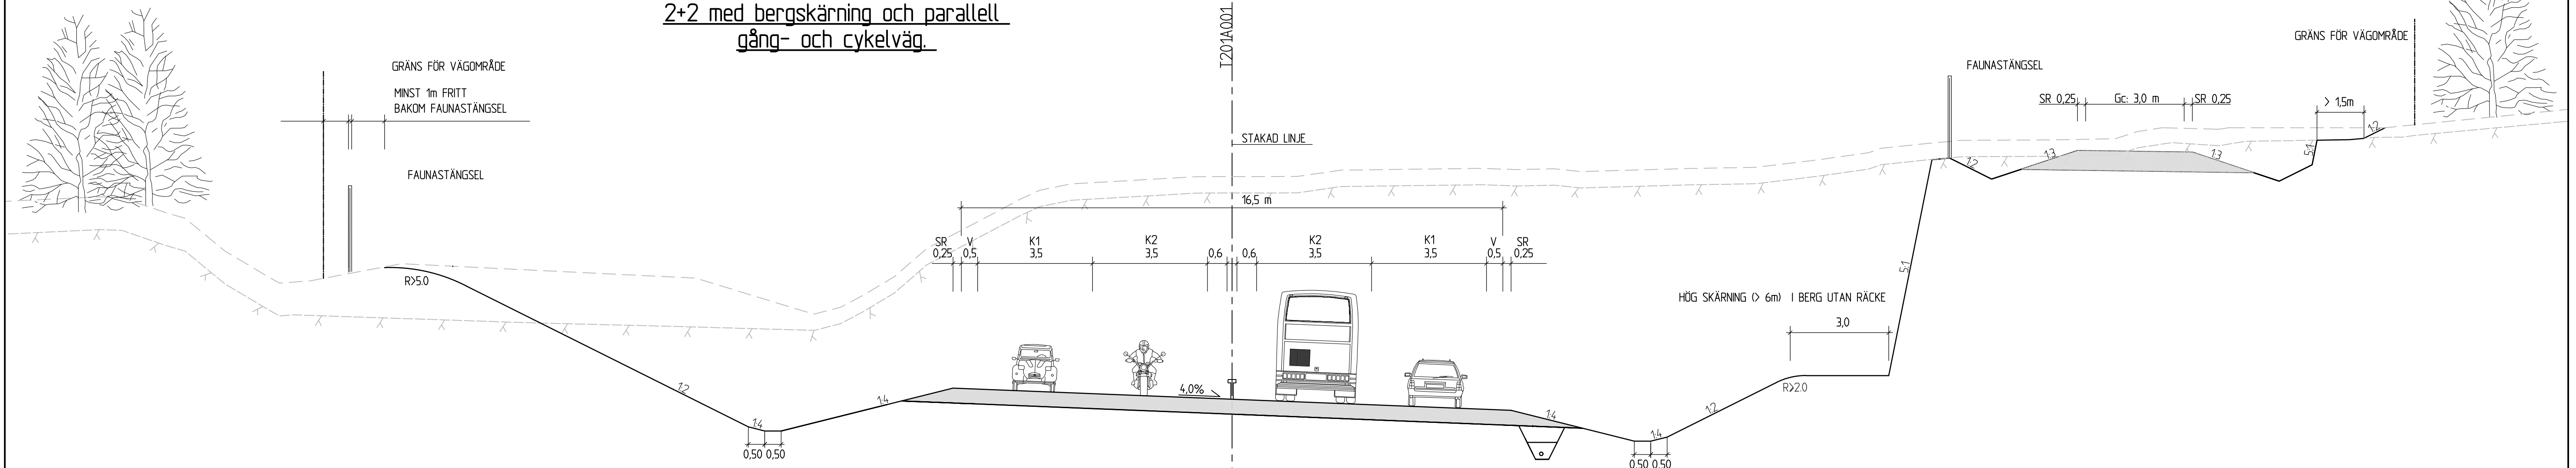 2+2 med bergskärning och parallell
gång- och cykelväg.
T201A001
GRÄNS FÖR VÄGOMRÅDE
MINST 1m FRITT
BAKOM FAUNASTÄNGSEL
FAUNASTÄNGSEL
STAKAD LINJE
GRÄNS FÖR VÄGOMRÅDE
FAUNASTÄNGSEL
SR 0,25
Gc: 3,0 m
SR 0,25
> 1,5m
1:2
5:1
1:2
1:3
1:3
16,5 m
SR V K1 K2 K2 K1 V SR
0,25 0,5 3,5 3,5 0,6 0,6 3,5 3,5 0,5 0,25
R>5.0
5:1
HÖG SKÄRNING (> 6m) I BERG UTAN RÄCKE
3,0
R>2.0
1:2
1:4
1:4
4,0%
1:4
1:4
1:2
0,50 0,50
0,50 0,50